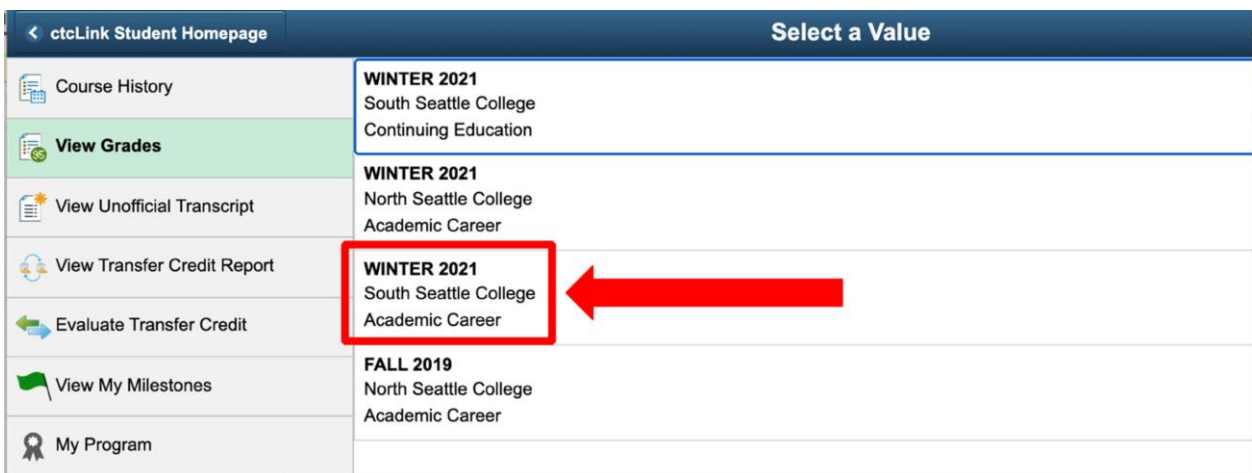 ctcLink Student Homepage
Select a Value
Course History
View Grades
View Unofficial Transcript
View Transfer Credit Report
Evaluate Transfer Credit
View My Milestones
My Program
WINTER 2021
South Seattle College
Continuing Education
WINTER 2021
North Seattle College
Academic Career
WINTER 2021
South Seattle College
Academic Career
FALL 2019
North Seattle College
Academic Career